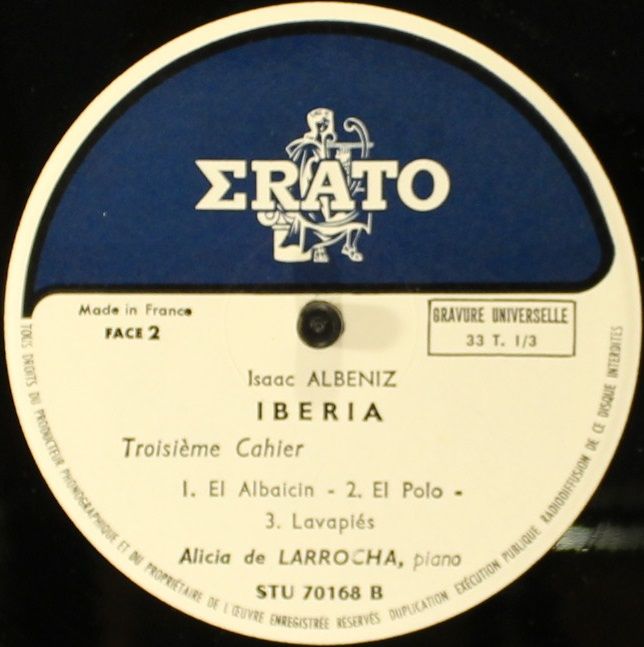 ΣRATO
Made in France
FACE 2
GRAVURE UNIVERSELLE
33 T. 1/3
Isaac ALBENIZ
IBERIA
Troisième Cahier
1. El Albaicin - 2. El Polo -
3. Lavapiés
Alicia de LARROCHA, piano
STU 70168 B
TOUS DROITS DU PRODUCTEUR PHONOGRAPHIQUE ET DU PROPRIÉTAIRE DE L'ŒUVRE ENREGISTRÉE RÉSERVÉS DUPLICATION EXÉCUTION PUBLIQUE RADIODIFFUSION DE CE DISQUE INTERDITES